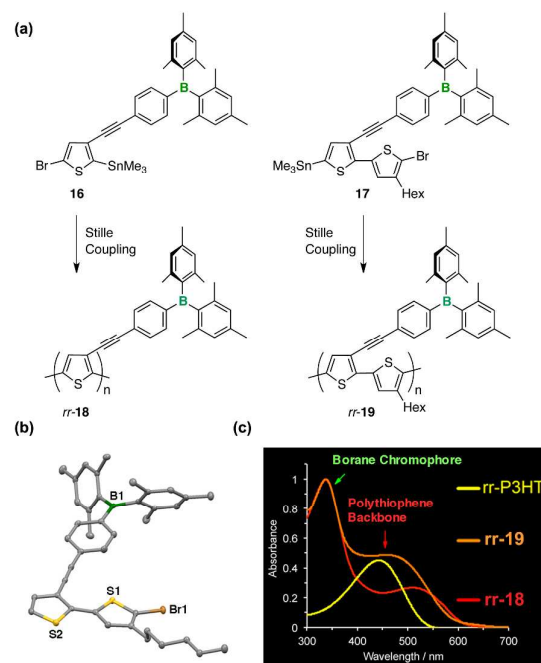 (a)
B
B
Br
S
SnMe3
Me3Sn
S
S
Br
Hex
16
17
Stille
Coupling
Stille
Coupling
B
B
S
n
S
S
n
Hex
rr-18
rr-19
(b)
(c)
B1
S1
Br1
S2
Borane Chromophore
Polythiophene
Backbone
rr-P3HT
rr-19
rr-18
Absorbance
1
0.8
0.6
0.4
0.2
0
300
400
500
600
700
Wavelength / nm